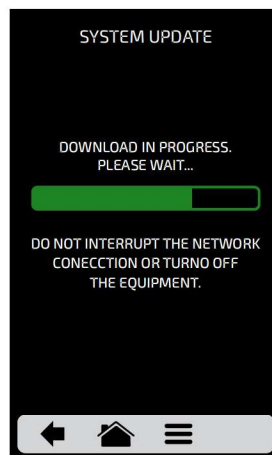 SYSTEM UPDATE
DOWNLOAD IN PROGRESS.
PLEASE WAIT...
DO NOT INTERRUPT THE NETWORK
CONECCTION OR TURNO OFF
THE EQUIPMENT.